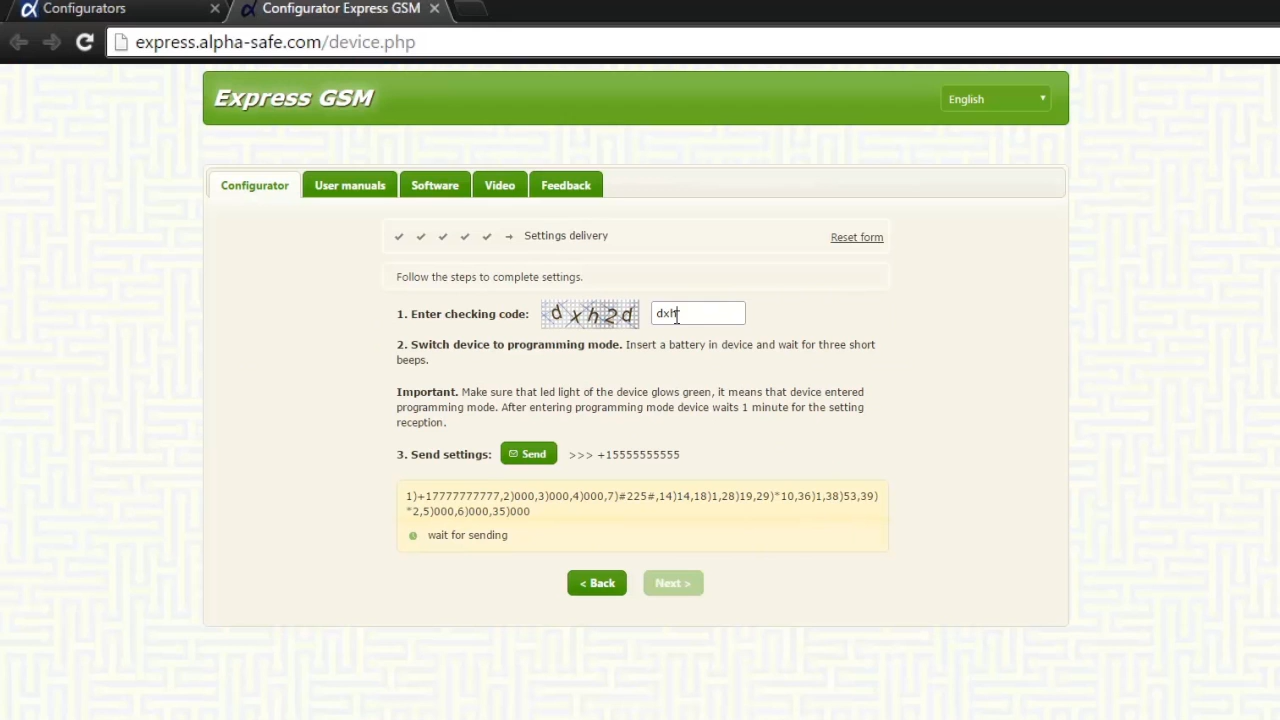 Configurators
Configurator Express GSM
express.alpha-safe.com/device.php
Express GSM
English
Configurator
User manuals
Software
Video
Feedback
Settings delivery
Reset form
Follow the steps to complete settings.
1. Enter checking code:
dxh2d
dxh
2. Switch device to programming mode. Insert a battery in device and wait for three short
beeps.
Important. Make sure that led light of the device glows green, it means that device entered
programming mode. After entering programming mode device waits 1 minute for the setting
reception.
3. Send settings:
Send
>>> +15555555555
1)+17777777777,2)000,3)000,4)000,7)#225#,14)14,18)1,28)19,29)*10,36)1,38)53,39)
*2,5)000,6)000,35)000
wait for sending
< Back
Next >